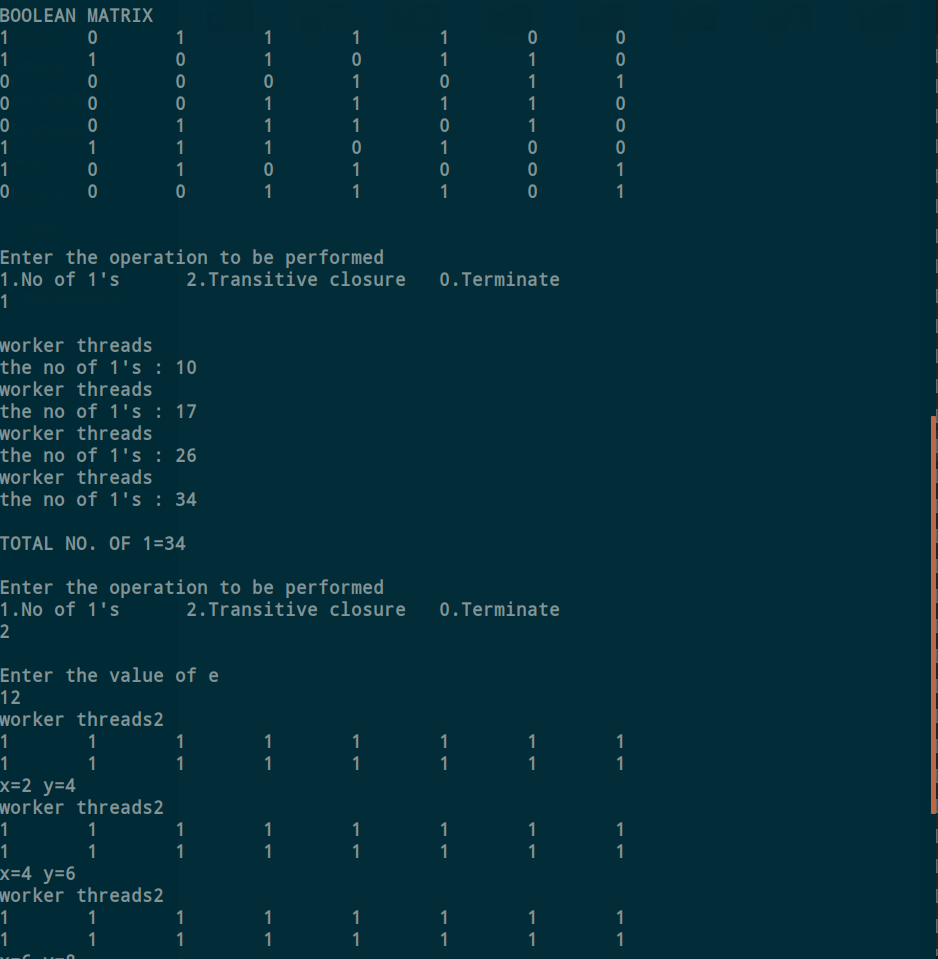 BOOLEAN MATRIX
1 0 1 1 1 1 0 0
1 1 0 1 0 1 1 0
0 0 0 0 1 0 1 1
0 0 0 1 1 1 1 0
0 0 1 1 1 0 1 0
1 1 1 1 0 1 0 0
1 0 1 0 1 0 0 1
0 0 0 1 1 1 0 1
Enter the operation to be performed
1.No of 1's 2.Transitive closure 0.Terminate
1
worker threads
the no of 1's : 10
worker threads
the no of 1's : 17
worker threads
the no of 1's : 26
worker threads
the no of 1's : 34
TOTAL NO. OF 1=34
Enter the operation to be performed
1.No of 1's 2.Transitive closure 0.Terminate
2
Enter the value of e
12
worker threads2
1 1 1 1 1 1 1 1
1 1 1 1 1 1 1 1
x=2 y=4
worker threads2
1 1 1 1 1 1 1 1
1 1 1 1 1 1 1 1
x=4 y=6
worker threads2
1 1 1 1 1 1 1 1
1 1 1 1 1 1 1 1